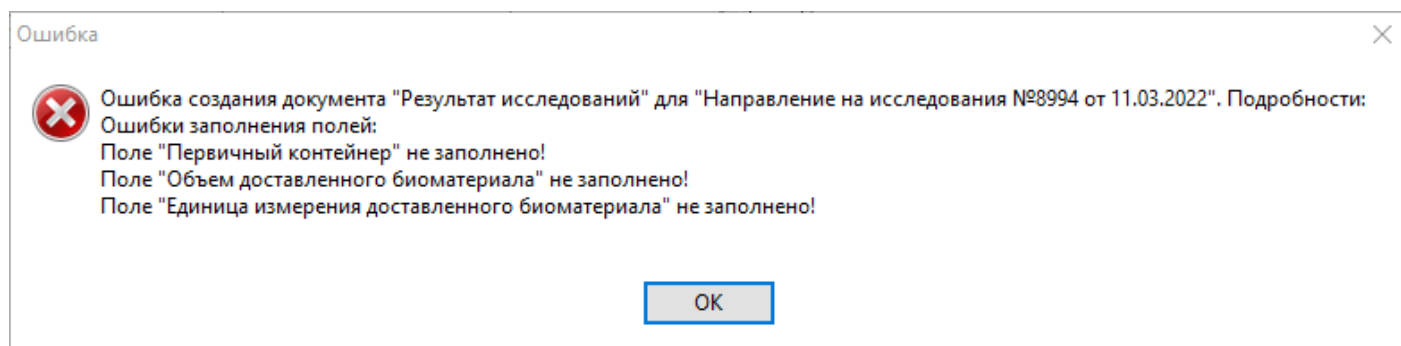 Ошибка
Ошибка создания документа "Результат исследований" для "Направление на исследования №8994 от 11.03.2022". Подробности:
Ошибки заполнения полей:
Поле "Первичный контейнер" не заполнено!
Поле "Объем доставленного биоматериала" не заполнено!
Поле "Единица измерения доставленного биоматериала" не заполнено!
ОК